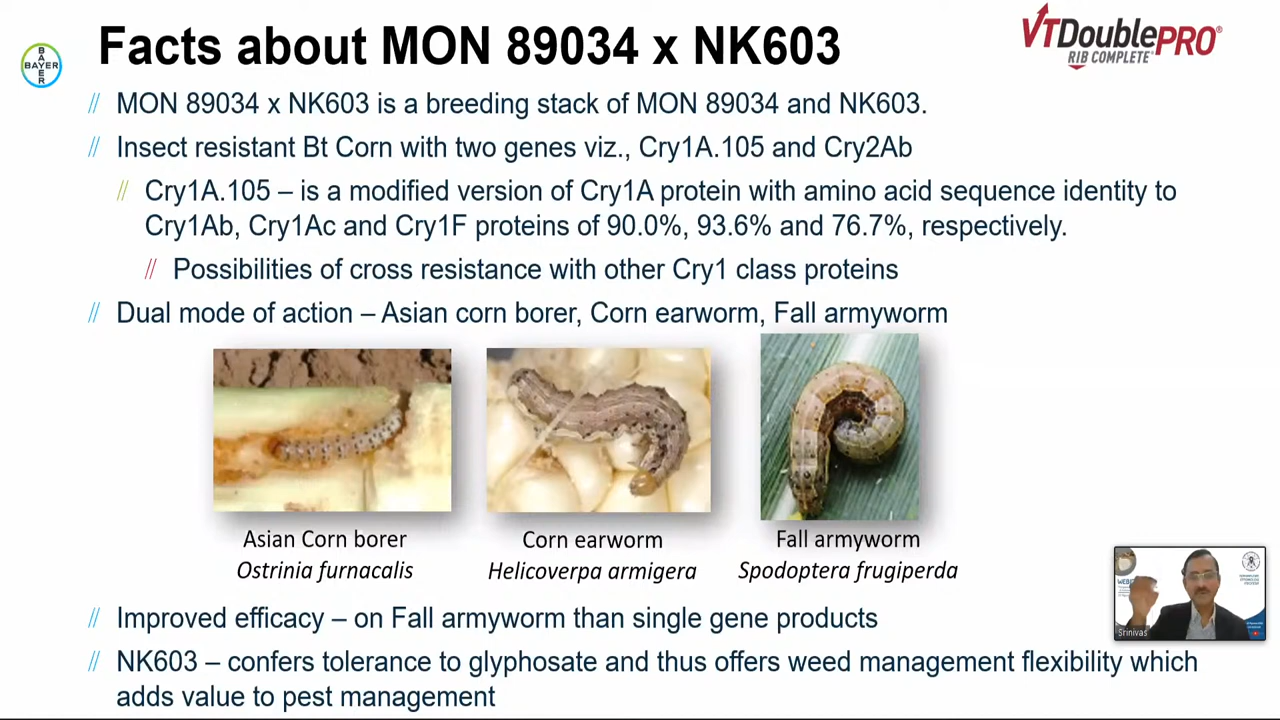 Facts about MON 89034 x NK603
VTDoublePRO®
RIB COMPLETE®
BAYER
BAYER
// MON 89034 x NK603 is a breeding stack of MON 89034 and NK603.
// Insect resistant Bt Corn with two genes viz., Cry1A.105 and Cry2Ab
// Cry1A.105 – is a modified version of Cry1A protein with amino acid sequence identity to
Cry1Ab, Cry1Ac and Cry1F proteins of 90.0%, 93.6% and 76.7%, respectively.
// Possibilities of cross resistance with other Cry1 class proteins
// Dual mode of action – Asian corn borer, Corn earworm, Fall armyworm
Asian Corn borer
Ostrinia furnacalis
Corn earworm
Helicoverpa armigera
Fall armyworm
Spodoptera frugiperda
Srinivas
// Improved efficacy – on Fall armyworm than single gene products
// NK603 – confers tolerance to glyphosate and thus offers weed management flexibility which
adds value to pest management